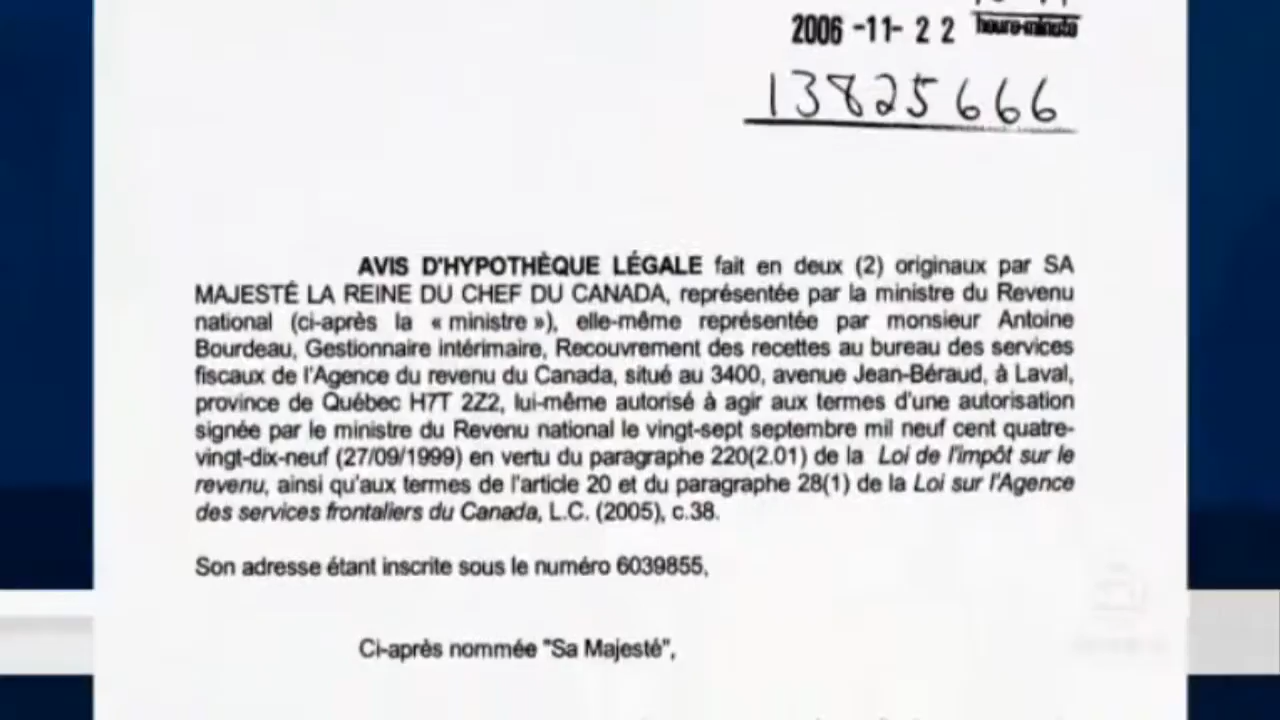 2006 -11- 2 2 heure-minute
13825666
AVIS D'HYPOTHÈQUE LÉGALE fait en deux (2) originaux par SA
MAJESTÉ LA REINE DU CHEF DU CANADA, représentée par la ministre du Revenu
national (ci-après la « ministre »), elle-même représentée par monsieur Antoine
Bourdeau, Gestionnaire intérimaire, Recouvrement des recettes au bureau des services
fiscaux de l'Agence du revenu du Canada, situé au 3400, avenue Jean-Béraud, à Laval,
province de Québec H7T 2Z2, lui-même autorisé à agir aux termes d'une autorisation
signée par le ministre du Revenu national le vingt-sept septembre mil neuf cent quatre-
vingt-dix-neuf (27/09/1999) en vertu du paragraphe 220(2.01) de la Loi de l'impôt sur le
revenu, ainsi qu'aux termes de l'article 20 et du paragraphe 28(1) de la Loi sur l'Agence
des services frontaliers du Canada, L.C. (2005), c.38.
Son adresse étant inscrite sous le numéro 6039855,
Ci-après nommée "Sa Majesté",